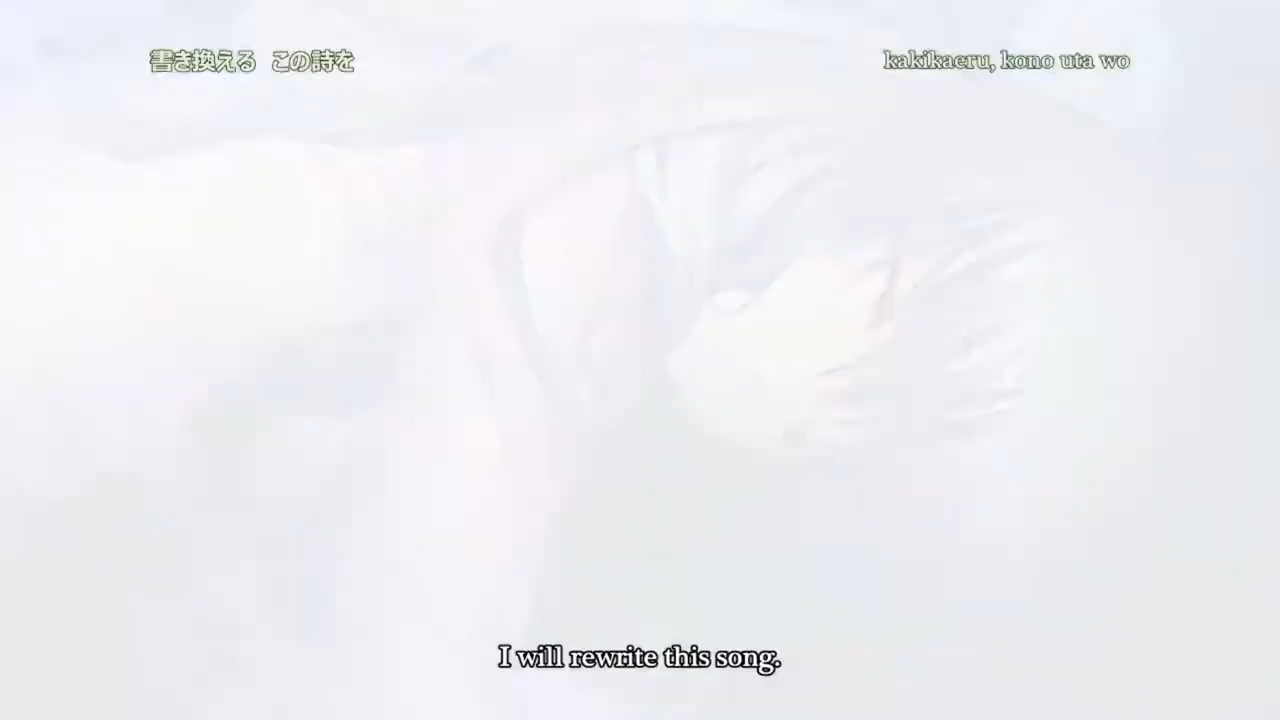 書き換える この詩を
kakikaeru, kono uta wo
I will rewrite this song.